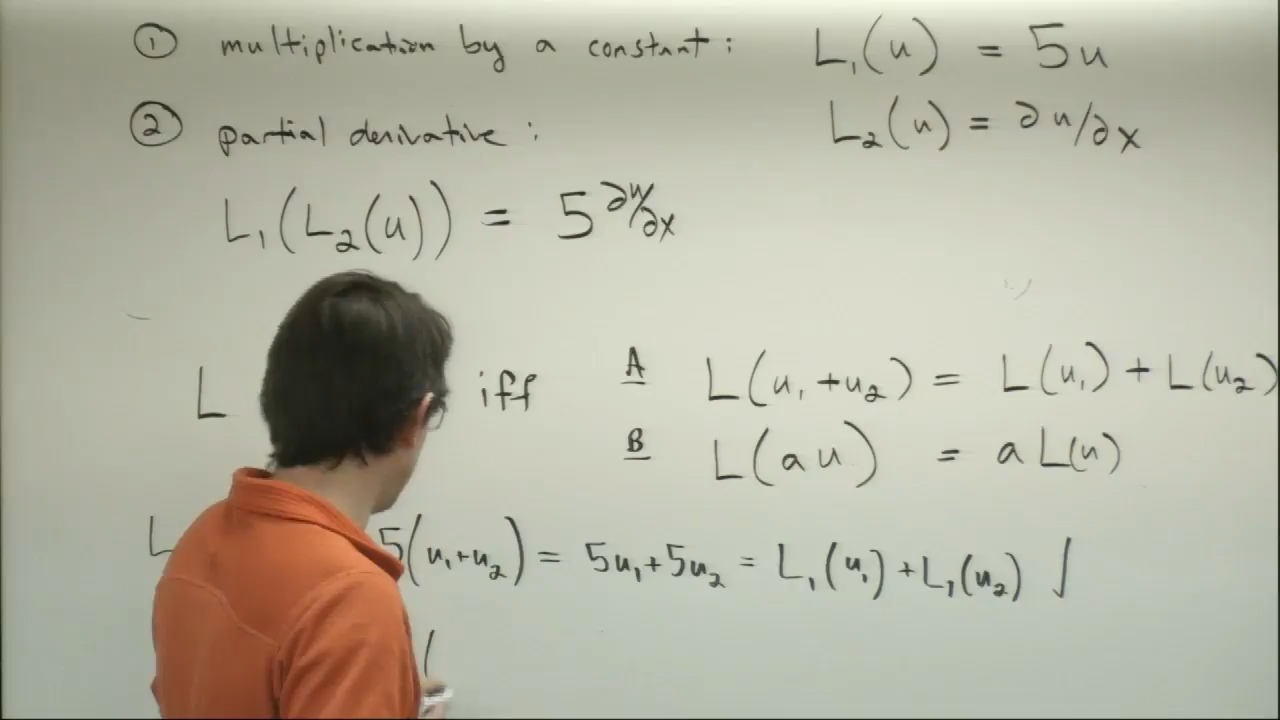 ① multiplication by a constant : L₁(u) = 5u
② partial derivative : L₂(u) = ∂u/∂x
L₁(L₂(u)) = 5 ∂u/∂x
L iff A L(u₁+u₂) = L(u₁) + L(u₂)
B L(au) = a L(u)
L 5(u₁+u₂) = 5u₁+5u₂ = L₁(u₁) + L₁(u₂) √
(